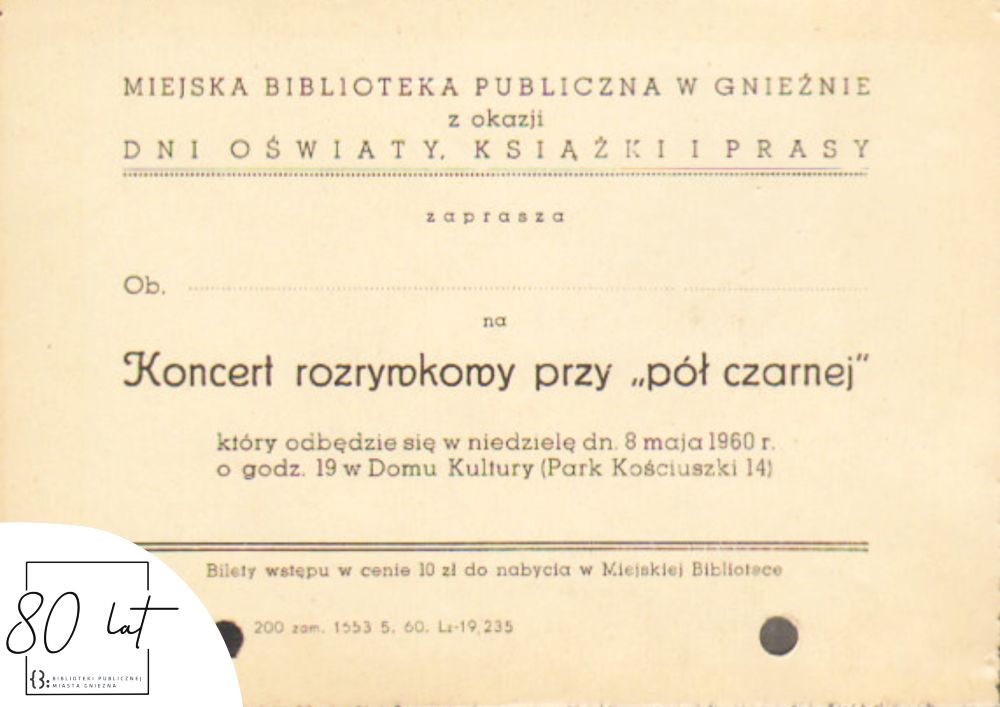 MIEJSKA BIBLIOTEKA PUBLICZNA W GNIEŹNIE
z okazji
DNI OŚWIATY, KSIĄŻKI I PRASY
zaprasza
Ob.
na
Koncert rozrywkowy przy „pół czarnej”
który odbędzie się w niedzielę dn. 8 maja 1960 r.
o godz. 19 w Domu Kultury (Park Kościuszki 14)
Bilety wstępu w cenie 10 zł do nabycia w Miejskiej Bibliotece
200 zam. 1553 5. 60. Lz-19,235
80 lat
{B:
BIBLIOTEKI PUBLICZNEJ
MIASTA GNIEZNA